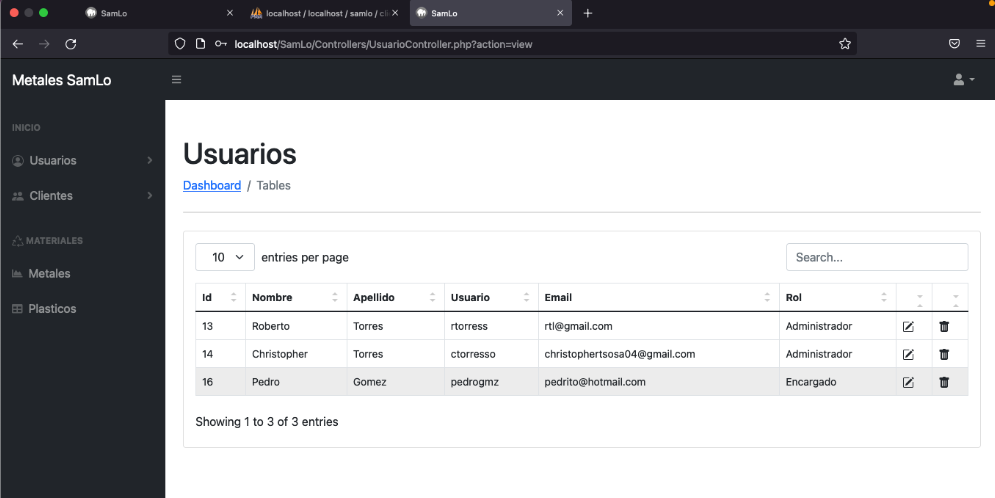 SamLo
localhost / localhost / samlo / cli
SamLo
localhost/SamLo/Controllers/UsuarioController.php?action=view
Metales SamLo
INICIO
Usuarios
Clientes
MATERIALES
Metales
Plasticos
Usuarios
Dashboard / Tables
10 entries per page Search...
Id Nombre Apellido Usuario Email Rol
13 Roberto Torres rtorress rtl@gmail.com Administrador
14 Christopher Torres ctorresso christophertsosa04@gmail.com Administrador
16 Pedro Gomez pedrogmz pedrito@hotmail.com Encargado
Showing 1 to 3 of 3 entries